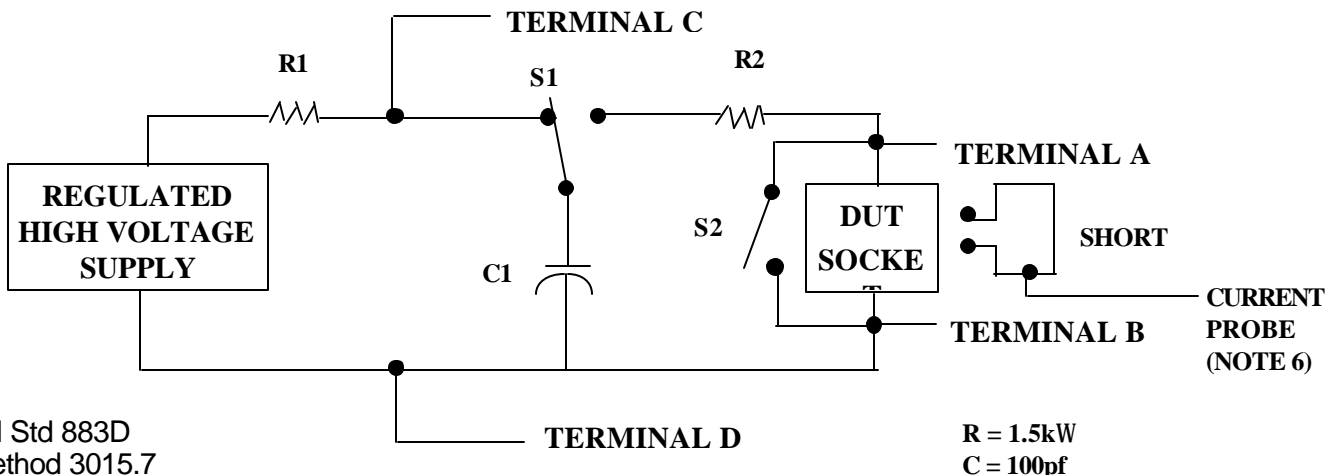 TERMINAL C
R1
S1
R2
TERMINAL A
REGULATED
HIGH VOLTAGE
SUPPLY
S2
DUT
SOCKE
SHORT
C1
CURRENT
PROBE
(NOTE 6)
TERMINAL B
Std 883D
TERMINAL D
R = 1.5kW
3015.7
C = 100pf